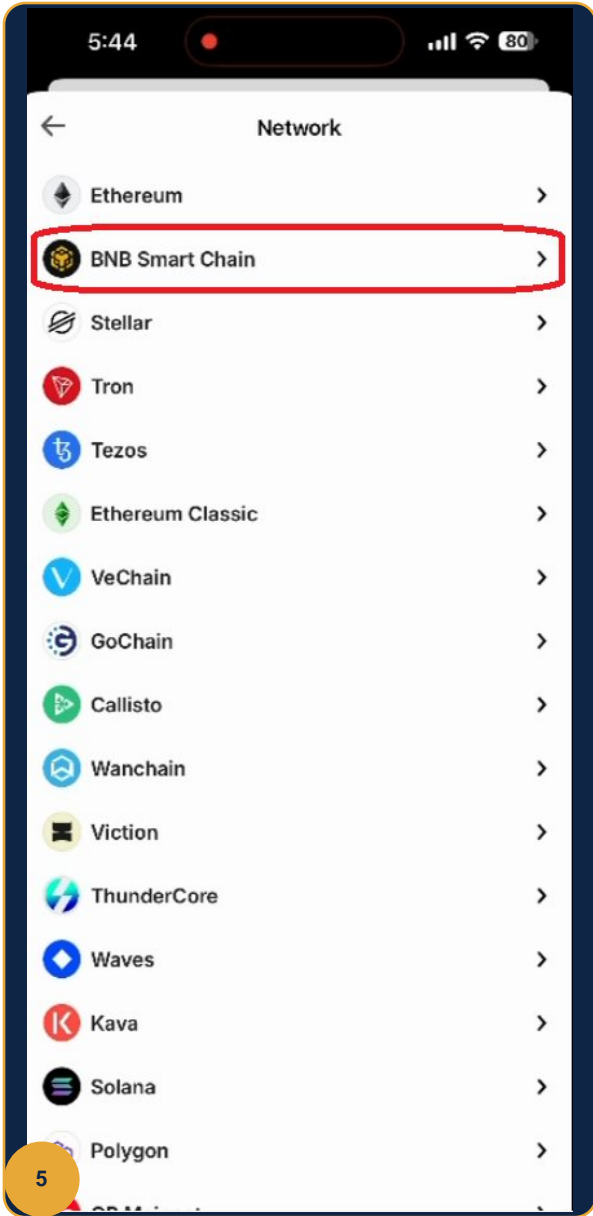 5:44
80
Network
Ethereum
BNB Smart Chain
Stellar
Tron
Tezos
Ethereum Classic
VeChain
GoChain
Callisto
Wanchain
Viction
ThunderCore
Waves
Kava
Solana
Polygon
5